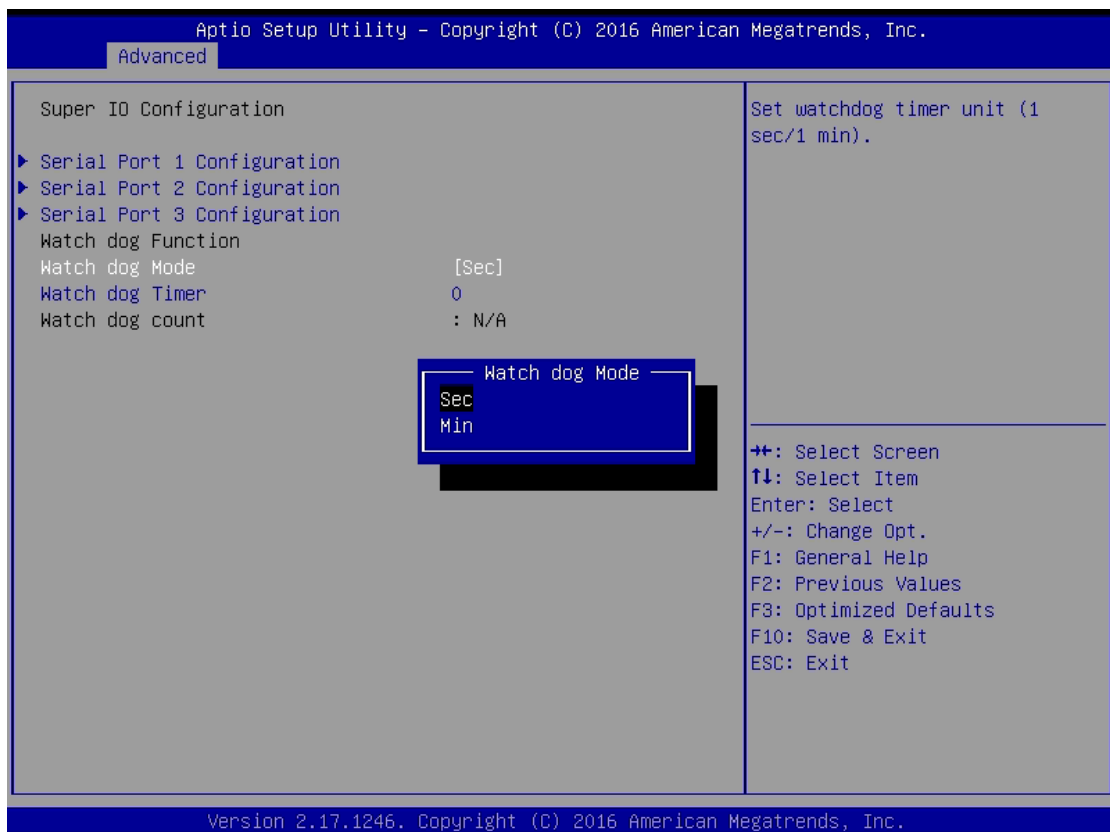 Aptio Setup Utility – Copyright (C) 2016 American Megatrends, Inc.
Advanced
Super IO Configuration
Serial Port 1 Configuration
Serial Port 2 Configuration
Serial Port 3 Configuration
Watch dog Function
Watch dog Mode [Sec]
Watch dog Timer 0
Watch dog count : N/A
Watch dog Mode
Sec
Min
Set watchdog timer unit (1
sec/1 min).
→←: Select Screen
↑↓: Select Item
Enter: Select
+/-: Change Opt.
F1: General Help
F2: Previous Values
F3: Optimized Defaults
F10: Save & Exit
ESC: Exit
Version 2.17.1246. Copyright (C) 2016 American Megatrends, Inc.